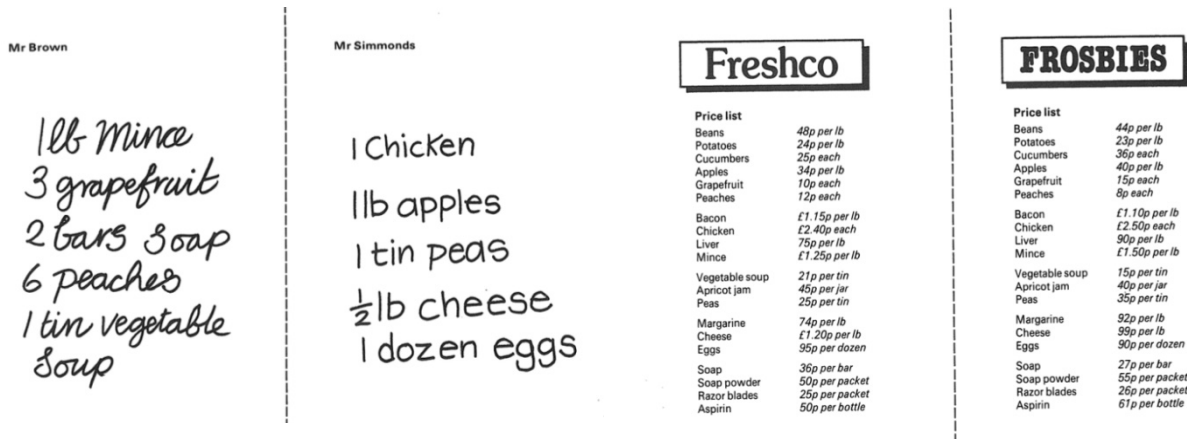 Mr Brown
1lb Mince
3 grapefruit
2 bars soap
6 peaches
1 tin vegetable
soup
Mr Simmonds
1 Chicken
1lb apples
1 tin peas
½lb cheese
1 dozen eggs
Freshco
Price list
Beans 48p per lb
Potatoes 24p per lb
Cucumbers 25p each
Apples 34p per lb
Grapefruit 10p each
Peaches 12p each
Bacon £1.15p per lb
Chicken £2.40p each
Liver 75p per lb
Mince £1.25p per lb
Vegetable soup 21p per tin
Apricot jam 45p per jar
Peas 25p per tin
Margarine 74p per lb
Cheese £1.20p per lb
Eggs 95p per dozen
Soap 36p per bar
Soap powder 50p per packet
Razor blades 25p per packet
Aspirin 50p per bottle
FROSBIES
Price list
Beans 44p per lb
Potatoes 23p per lb
Cucumbers 36p each
Apples 40p per lb
Grapefruit 15p each
Peaches 8p each
Bacon £1.10p per lb
Chicken £2.50p each
Liver 90p per lb
Mince £1.50p per lb
Vegetable soup 15p per tin
Apricot jam 40p per jar
Peas 35p per tin
Margarine 92p per lb
Cheese 99p per lb
Eggs 90p per dozen
Soap 27p per bar
Soap powder 55p per packet
Razor blades 26p per packet
Aspirin 61p per bottle